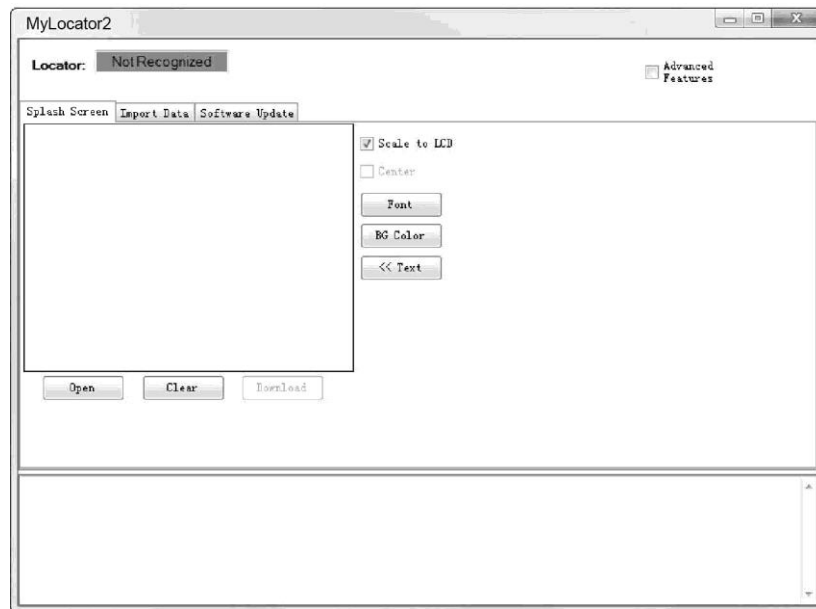 MyLocator2
Locator: Not Recognized
Advanced
Features
Splash Screen Import Data Software Update
Scale to LCD
Center
Font
BG Color
<< Text
Open Clear Download